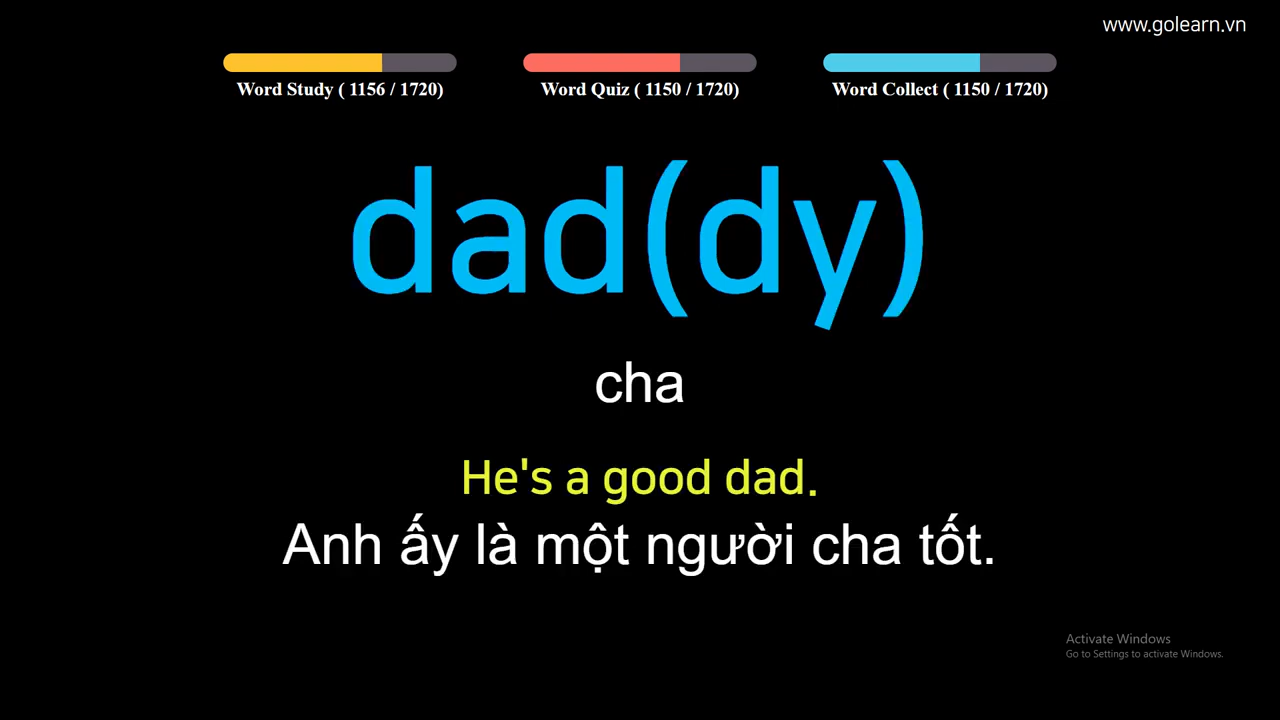 www.golearn.vn
Word Study ( 1156 / 1720)
Word Quiz ( 1150 / 1720)
Word Collect ( 1150 / 1720)
dad(dy)
cha
He's a good dad.
Anh ấy là một người cha tốt.
Activate Windows
Go to Settings to activate Windows.